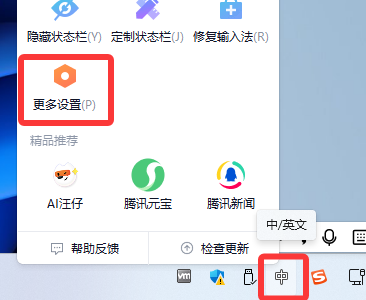 隐藏状态栏(Y) 定制状态栏(J) 修复输入法(R)
更多设置(P)
精品推荐
AI汪仔 腾讯元宝 腾讯新闻
中/英文
帮助反馈 检查更新
vm 中 S